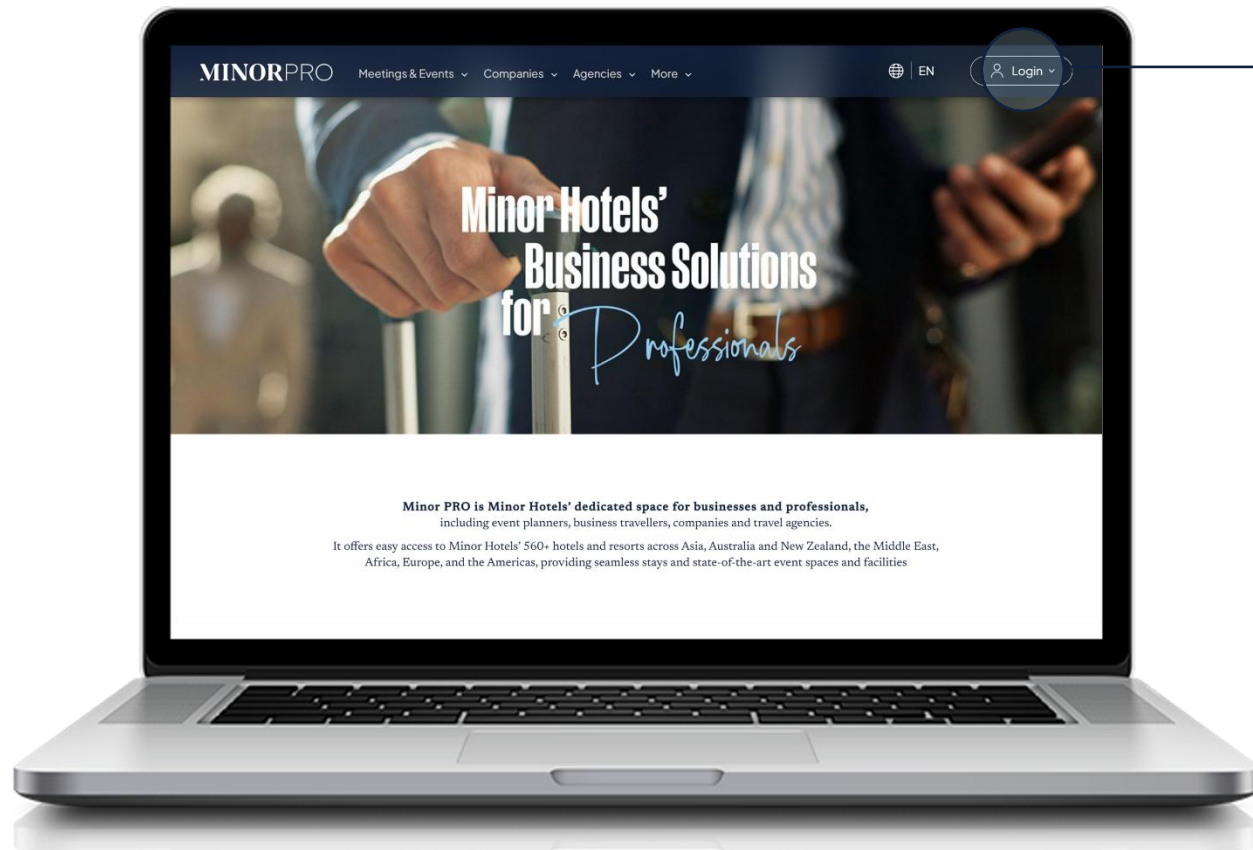 MINORPRO
Meetings & Events
Companies
Agencies
More
EN
Login
Minor Hotels’
Business Solutions
for Professionals
Minor PRO is Minor Hotels’ dedicated space for businesses and professionals,
including event planners, business travellers, companies and travel agencies.
It offers easy access to Minor Hotels’ 560+ hotels and resorts across Asia, Australia and New Zealand, the Middle East,
Africa, Europe, and the Americas, providing seamless stays and state-of-the-art event spaces and facilities